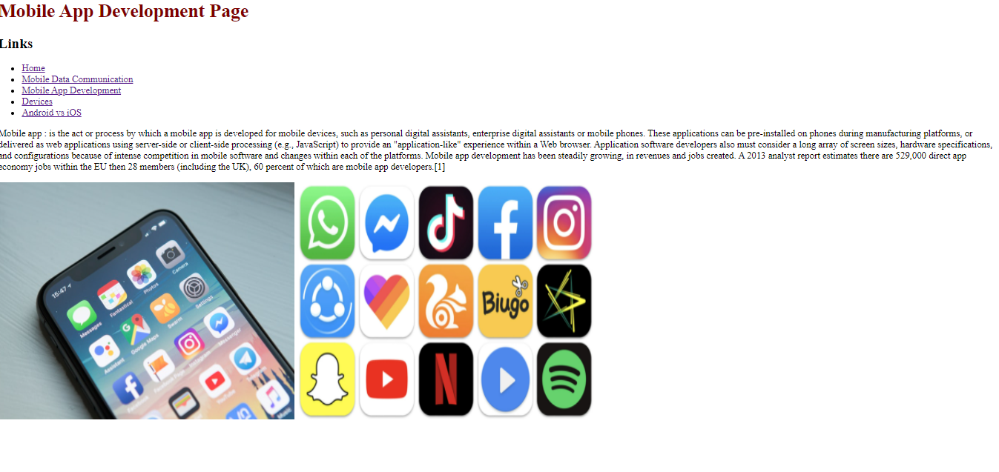 Mobile App Development Page
Links
Home
Mobile Data Communication
Mobile App Development
Devices
Android vs iOS
Mobile app : is the act or process by which a mobile app is developed for mobile devices, such as personal digital assistants, enterprise digital assistants or mobile phones. These applications can be pre-installed on phones during manufacturing platforms, or
delivered as web applications using server-side or client-side processing (e.g., JavaScript) to provide an "application-like" experience within a Web browser. Application software developers also must consider a long array of screen sizes, hardware specifications,
and configurations because of intense competition in mobile software and changes within each of the platforms. Mobile app development has been steadily growing, in revenues and jobs created. A 2013 analyst report estimates there are 529,000 direct app
economy jobs within the EU then 28 members (including the UK), 60 percent of which are mobile app developers.[1]
15:47
Camera
Photos
Fantastical
Messages
Settings
Swarm
Google Maps
Assistant
Messenger
Instagram
Facebook
YouTube
Music
Biugo